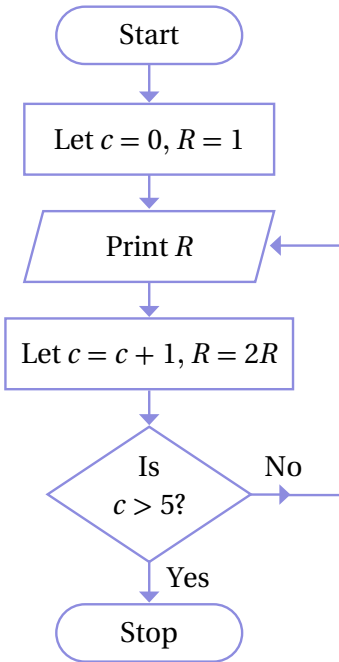 Start
Let c = 0, R = 1
Print R
Let c = c + 1, R = 2R
Is
c > 5?
No
Yes
Stop